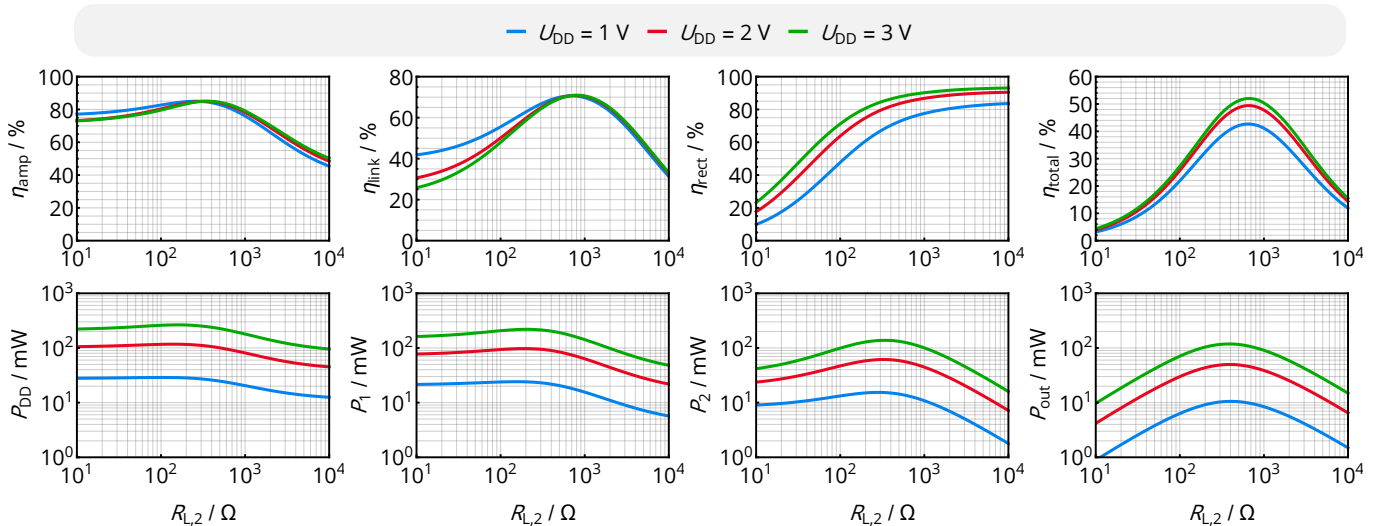 U_DD = 1 V U_DD = 2 V U_DD = 3 V
η_amp / %
100
80
60
40
20
0
10^1 10^2 10^3 10^4
η_link / %
80
60
40
20
0
10^1 10^2 10^3 10^4
η_rect / %
100
80
60
40
20
0
10^1 10^2 10^3 10^4
η_total / %
60
50
40
30
20
10
0
10^1 10^2 10^3 10^4
P_DD / mW
10^3
10^2
10^1
10^0
10^1 10^2 10^3 10^4
R_L,2 / Ω
P_1 / mW
10^3
10^2
10^1
10^0
10^1 10^2 10^3 10^4
R_L,2 / Ω
P_2 / mW
10^3
10^2
10^1
10^0
10^1 10^2 10^3 10^4
R_L,2 / Ω
P_out / mW
10^3
10^2
10^1
10^0
10^1 10^2 10^3 10^4
R_L,2 / Ω